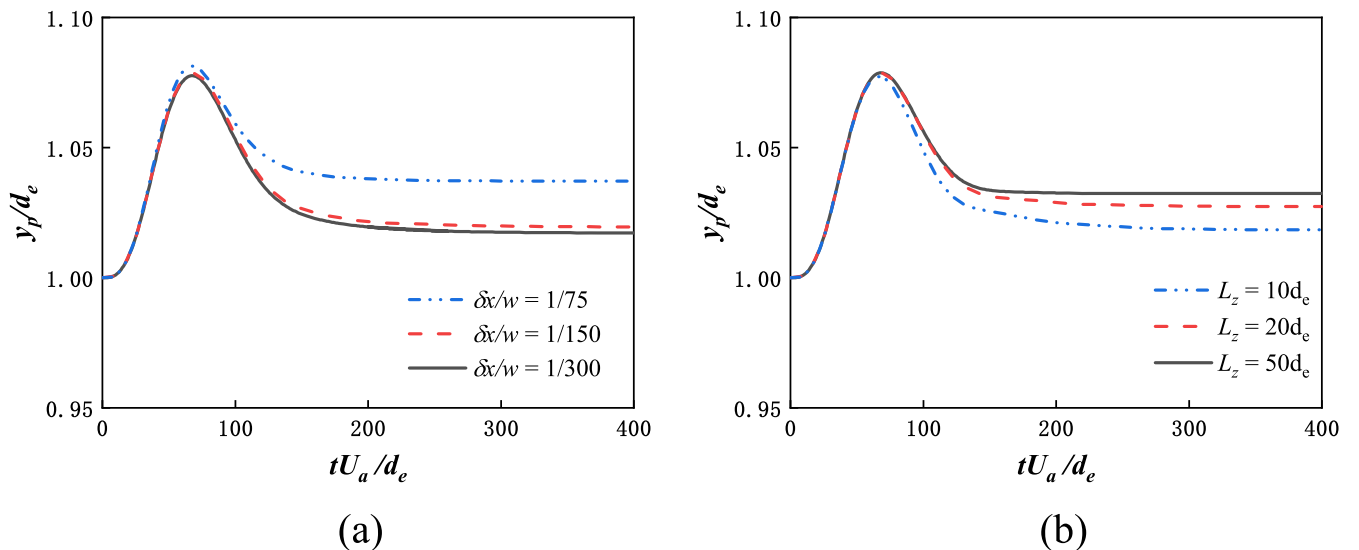 1.10
1.05
1.00
0.95
y_p/d_e
δx/w = 1/75
δx/w = 1/150
δx/w = 1/300
0 100 200 300 400
tU_a/d_e
(a)
1.10
1.05
1.00
0.95
y_p/d_e
L_z = 10d_e
L_z = 20d_e
L_z = 50d_e
0 100 200 300 400
tU_a/d_e
(b)